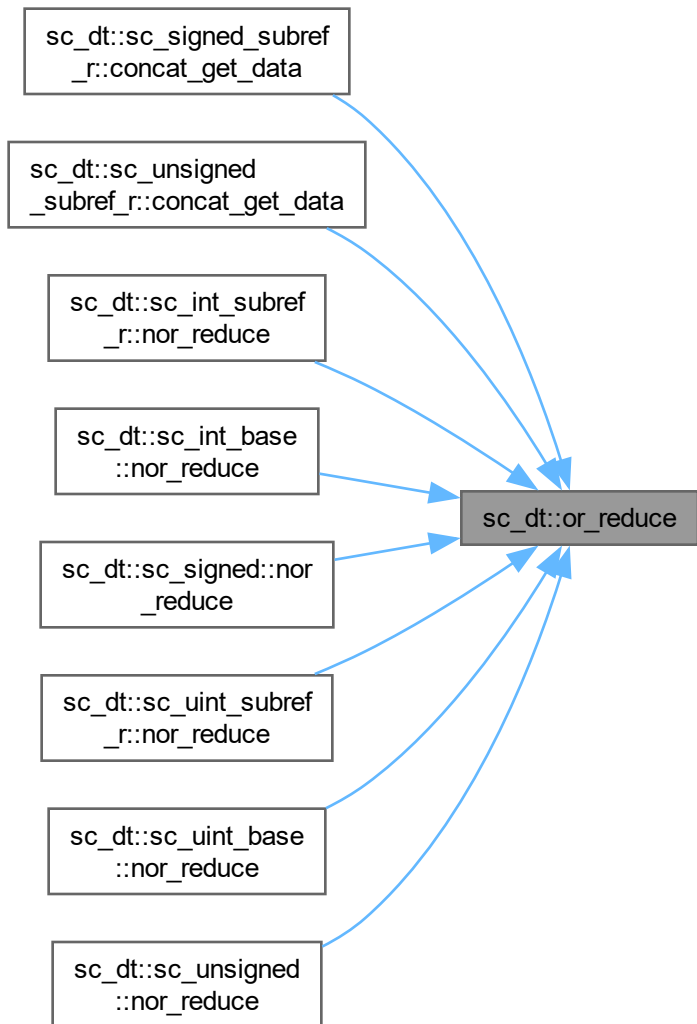 sc_dt::sc_signed_subref
_r::concat_get_data
sc_dt::sc_unsigned
_subref_r::concat_get_data
sc_dt::sc_int_subref
_r::nor_reduce
sc_dt::sc_int_base
::nor_reduce
sc_dt::or_reduce
sc_dt::sc_signed::nor
_reduce
sc_dt::sc_uint_subref
_r::nor_reduce
sc_dt::sc_uint_base
::nor_reduce
sc_dt::sc_unsigned
::nor_reduce